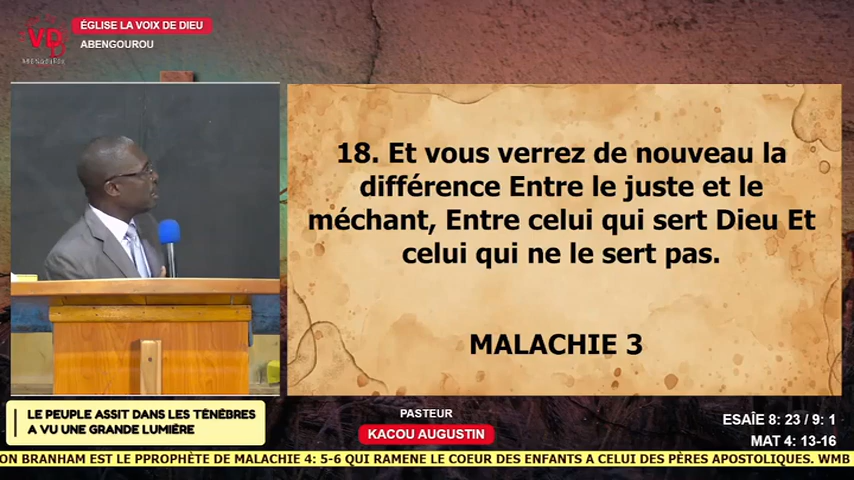 ÉGLISE LA VOIX DE DIEU
ABENGOUROU
VDD
ABENGOUROU
18. Et vous verrez de nouveau la
différence Entre le juste et le
méchant, Entre celui qui sert Dieu Et
celui qui ne le sert pas.
MALACHIE 3
LE PEUPLE ASSIT DANS LES TÉNÈBRES
A VU UNE GRANDE LUMIÈRE
PASTEUR
KACOU AUGUSTIN
ESAÎE 8: 23 / 9: 1
MAT 4: 13-16
ON BRANHAM EST LE PPROPHÈTE DE MALACHIE 4: 5-6 QUI RAMENE LE COEUR DES ENFANTS A CELUI DES PÈRES APOSTOLIQUES. WMB